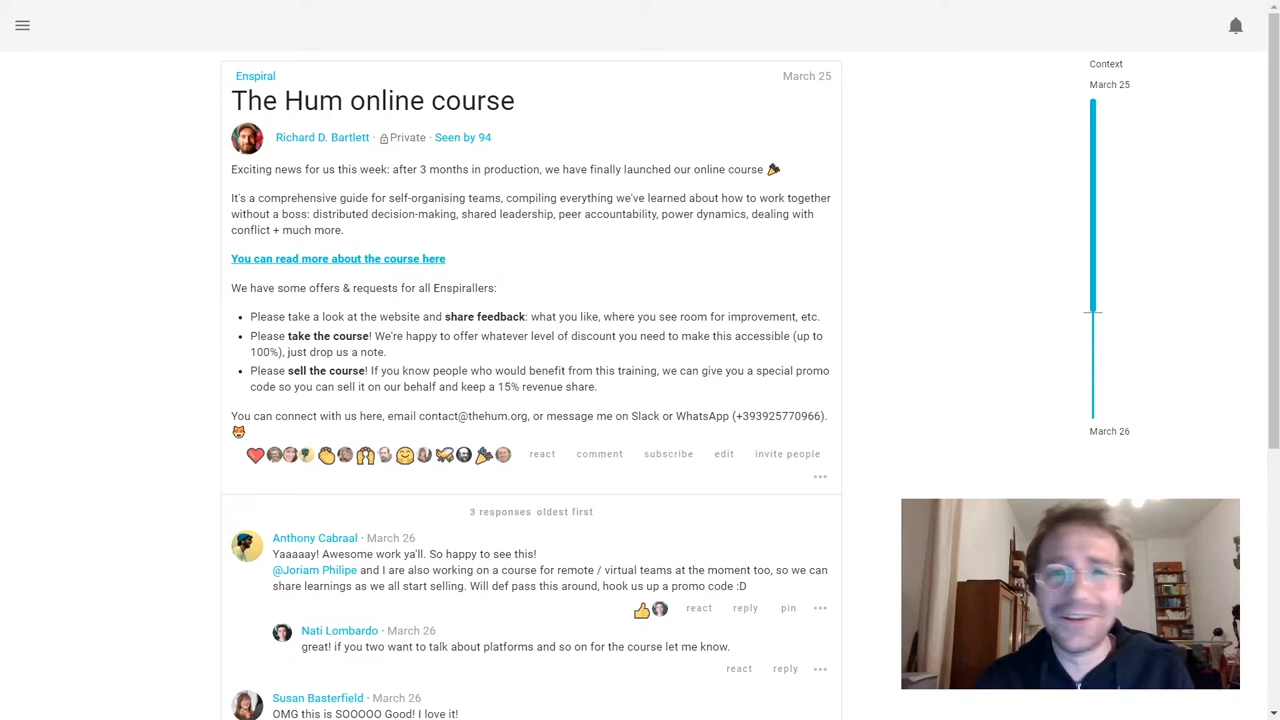 Enspiral
March 25
The Hum online course
Richard D. Bartlett · Private · Seen by 94
Exciting news for us this week: after 3 months in production, we have finally launched our online course
It's a comprehensive guide for self-organising teams, compiling everything we've learned about how to work together
without a boss: distributed decision-making, shared leadership, peer accountability, power dynamics, dealing with
conflict + much more.
You can read more about the course here
We have some offers & requests for all Enspirallers:
• Please take a look at the website and share feedback: what you like, where you see room for improvement, etc.
• Please take the course! We're happy to offer whatever level of discount you need to make this accessible (up to
100%), just drop us a note.
• Please sell the course! If you know people who would benefit from this training, we can give you a special promo
code so you can sell it on our behalf and keep a 15% revenue share.
You can connect with us here, email contact@thehum.org, or message me on Slack or WhatsApp (+393925770966).
react comment subscribe edit invite people
3 responses oldest first
Anthony Cabraal · March 26
Yaaaaay! Awesome work ya'll. So happy to see this!
@Joriam Philipe and I are also working on a course for remote / virtual teams at the moment too, so we can
share learnings as we all start selling. Will def pass this around, hook us up a promo code :D
react reply pin
Nati Lombardo · March 26
great! if you two want to talk about platforms and so on for the course let me know.
react reply
Susan Basterfield · March 26
OMG this is SOOOOO Good! I love it!
Context
March 25
March 26